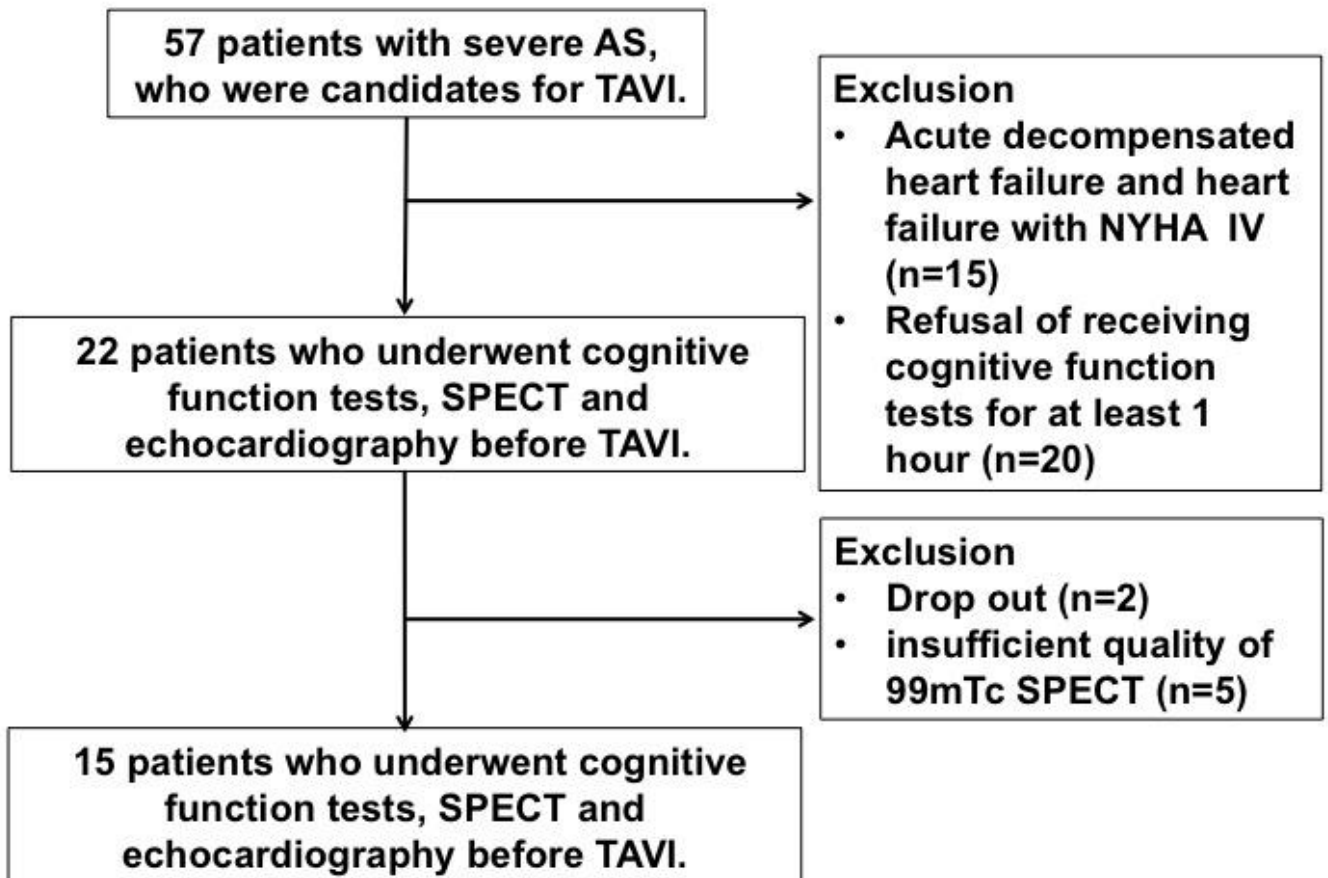 57 patients with severe AS,
who were candidates for TAVI.
Exclusion
• Acute decompensated
heart failure and heart
failure with NYHA IV
(n=15)
• Refusal of receiving
cognitive function
tests for at least 1
hour (n=20)
22 patients who underwent cognitive
function tests, SPECT and
echocardiography before TAVI.
Exclusion
• Drop out (n=2)
• insufficient quality of
99mTc SPECT (n=5)
15 patients who underwent cognitive
function tests, SPECT and
echocardiography before TAVI.